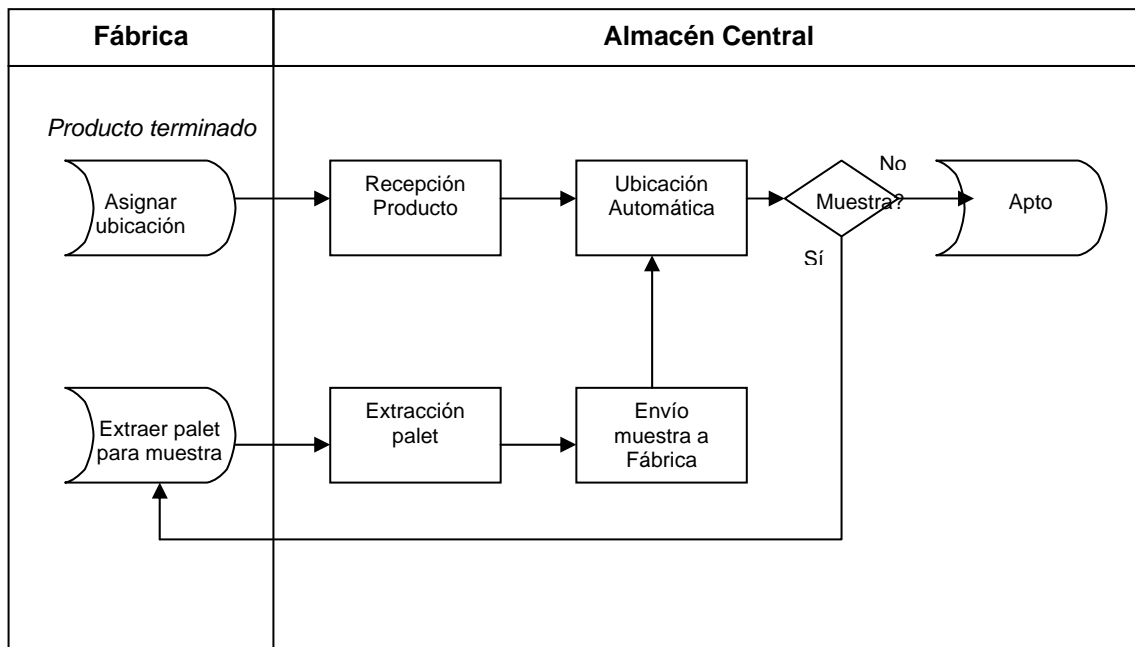 Fábrica
Almacén Central
Producto terminado
Asignar
ubicación
Recepción
Producto
Ubicación
Automática
Muestra?
No
Sí
Apto
Extraer palet
para muestra
Extracción
palet
Envío
muestra a
Fábrica